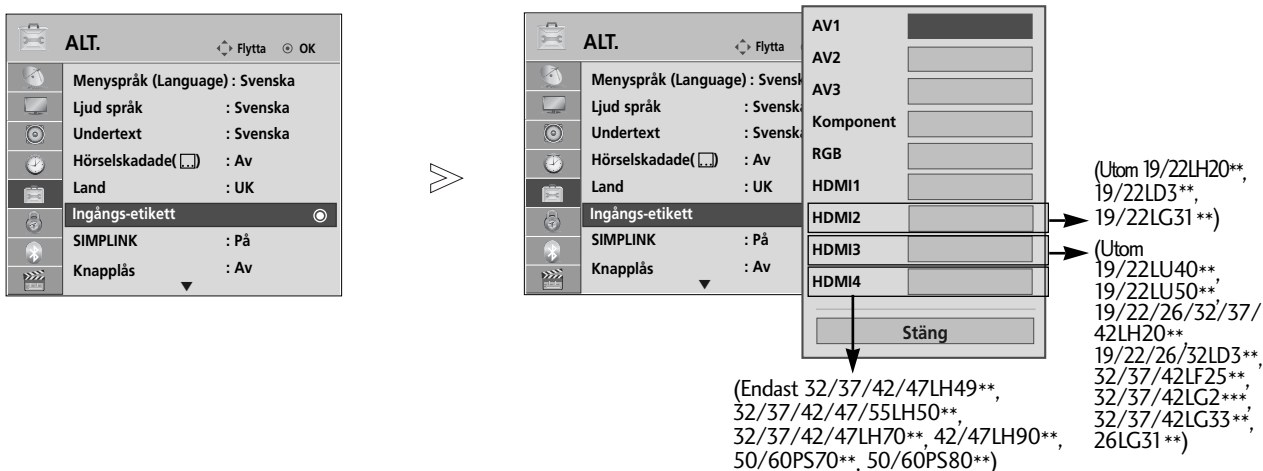 ALT.
Flytta OK
Menyspråk (Language) : Svenska
Ljud språk : Svenska
Undertext : Svenska
Hörselskadade( ) : Av
Land : UK
Ingångs-etikett
SIMPLINK : På
Knapplås : Av
ALT.
Flytta
Menyspråk (Language) : Svensk
Ljud språk : Svensk
Undertext : Svensk
Hörselskadade( ) : Av
Land : UK
Ingångs-etikett
SIMPLINK : På
Knapplås : Av
AV1
AV2
AV3
Komponent
RGB
HDMI1
HDMI2
HDMI3
HDMI4
Stäng
(Utom 19/22LH20**,
19/22LD3**,
19/22LG31**)
(Utom
19/22LU40**,
19/22LU50**,
19/22/26/32/37/
42LH20**,
19/22/26/32LD3**,
32/37/42LF25**,
32/37/42LG2***,
32/37/42LG33**,
26LG31**)
(Endast 32/37/42/47LH49**,
32/37/42/47/55LH50**,
32/37/42/47LH70**, 42/47LH90**,
50/60PS70**, 50/60PS80**)